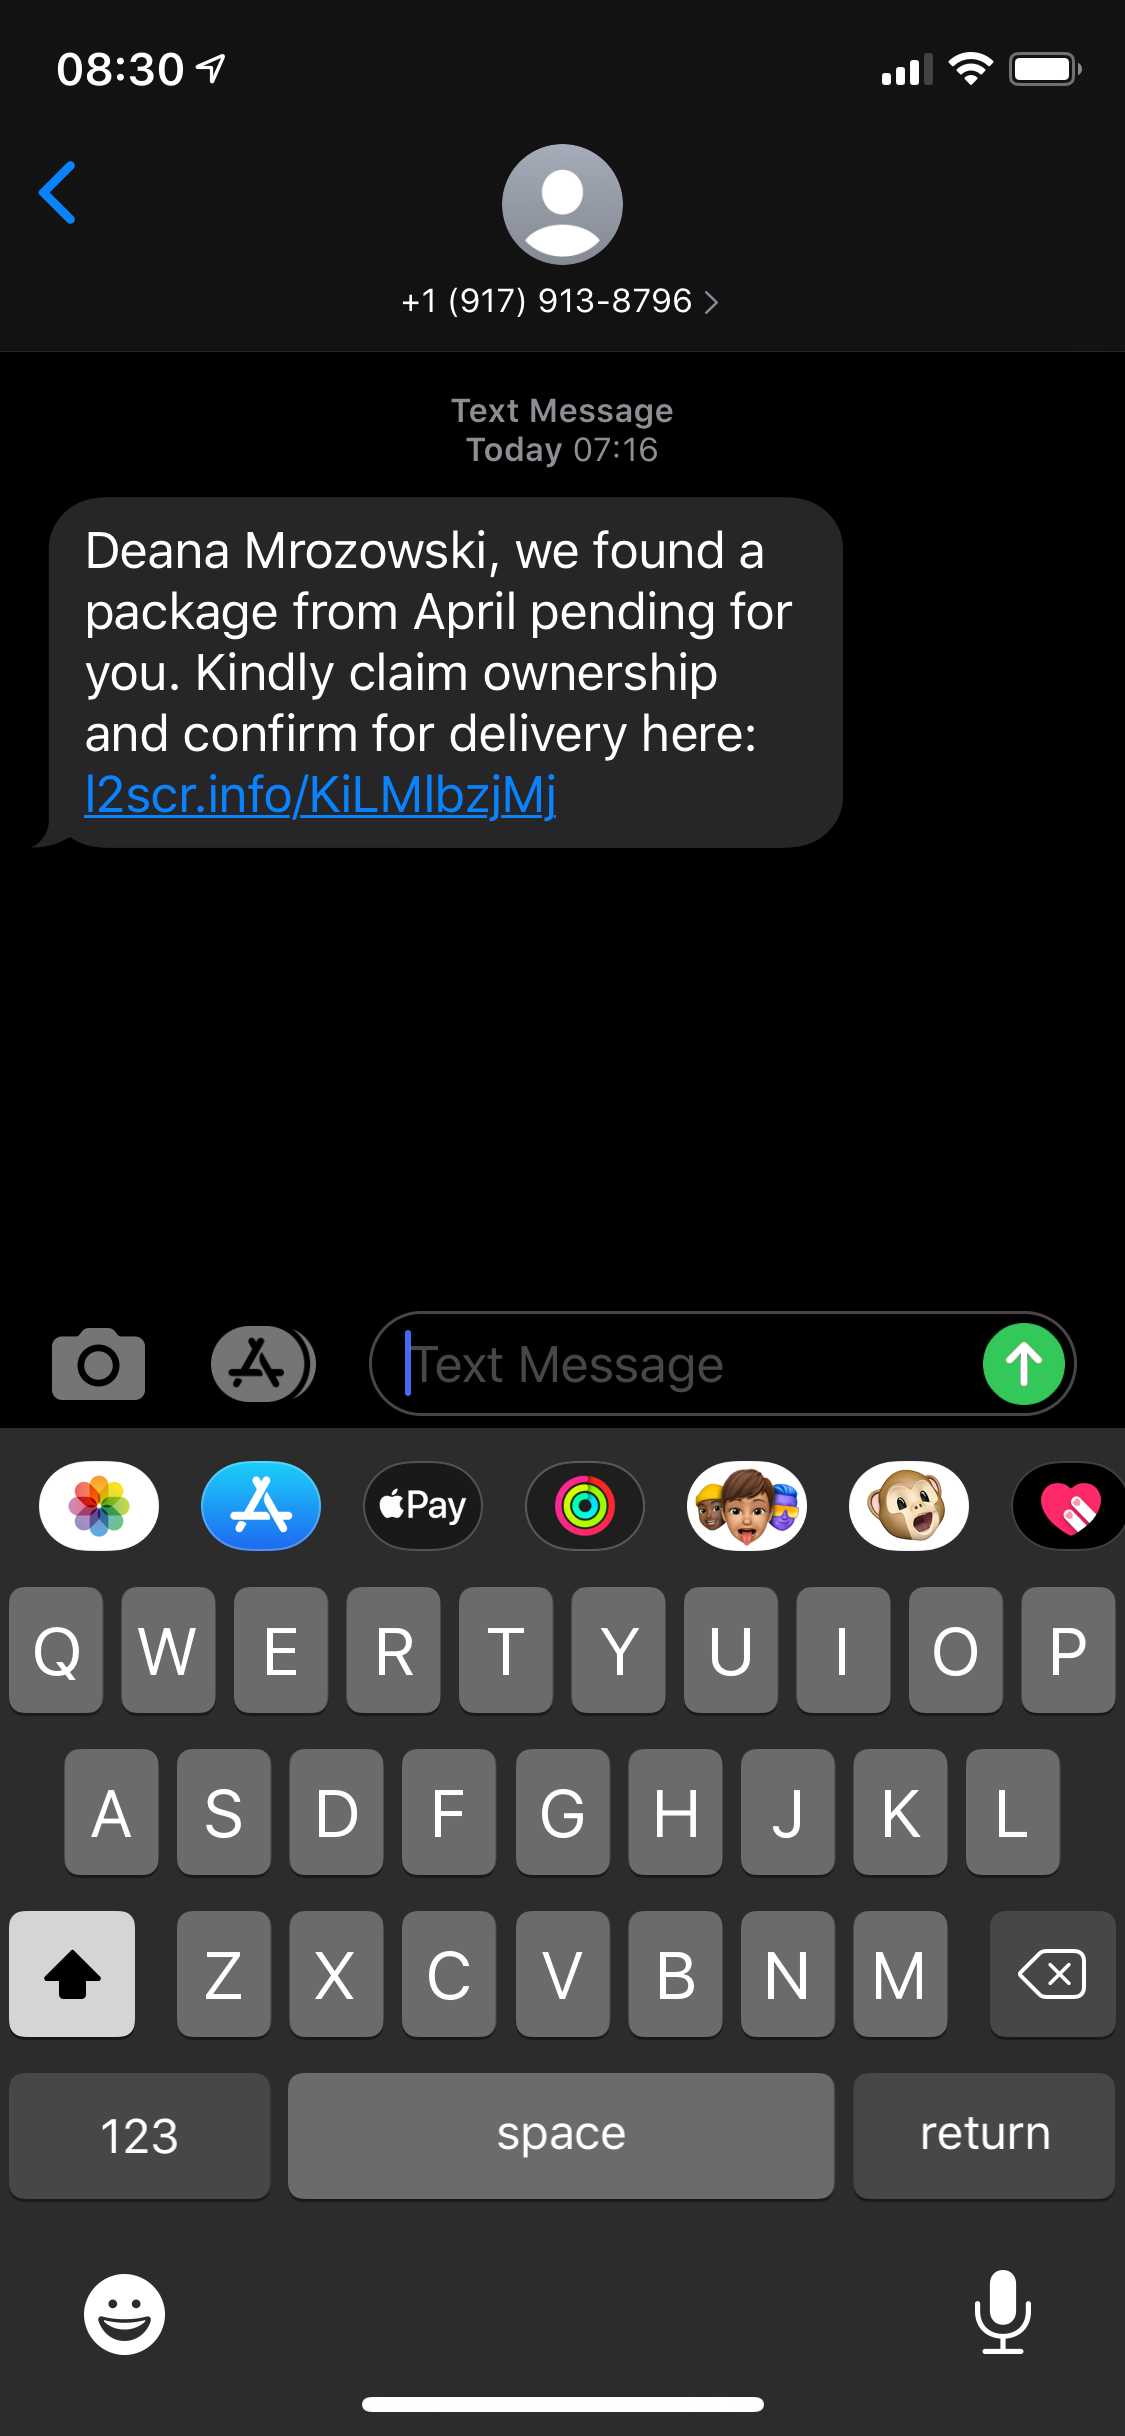 08:30
+1 (917) 913-8796
Text Message
Today 07:16
Deana Mrozowski, we found a
package from April pending for
you. Kindly claim ownership
and confirm for delivery here:
l2scr.info/KiLMlbzjMj
Text Message
Pay
Q W E R T Y U I O P
A S D F G H J K L
Z X C V B N M
123 space return